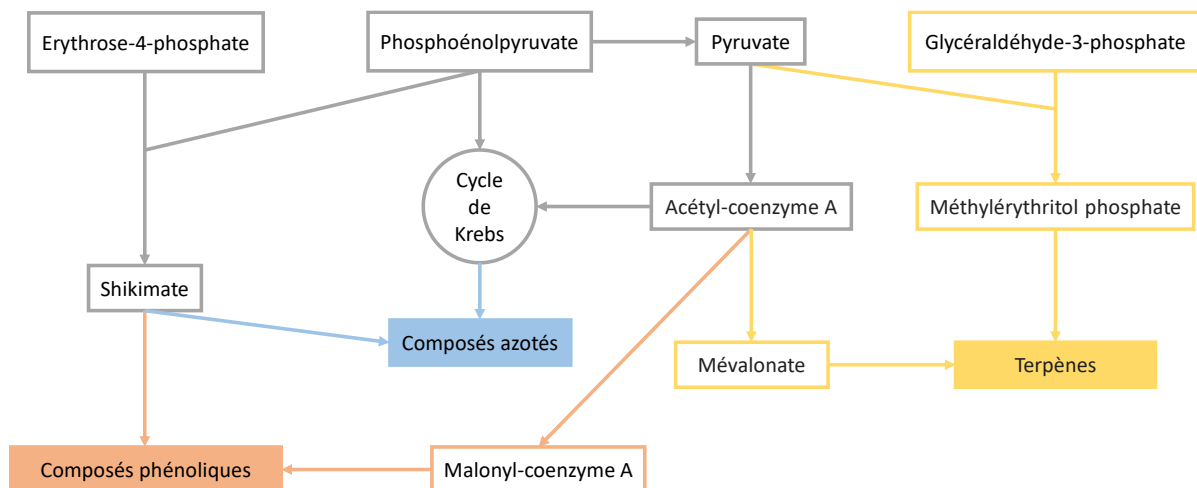 Erythrose-4-phosphate
Phosphoénolpyruvate
Pyruvate
Glycéraldéhyde-3-phosphate
Cycle
de
Krebs
Acétyl-coenzyme A
Méthylérythritol phosphate
Shikimate
Composés azotés
Mévalonate
Terpènes
Composés phénoliques
Malonyl-coenzyme A